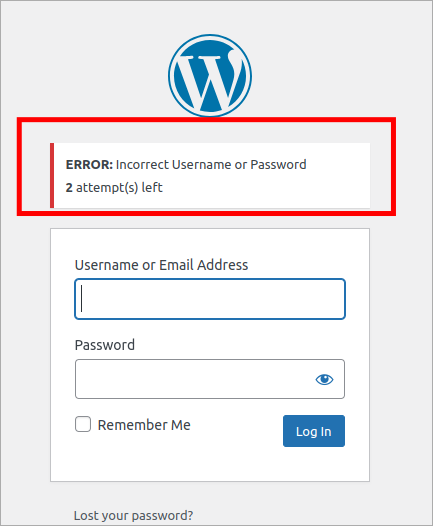 ERROR: Incorrect Username or Password
2 attempt(s) left
Username or Email Address
Password
Remember Me
Log In
Lost your password?